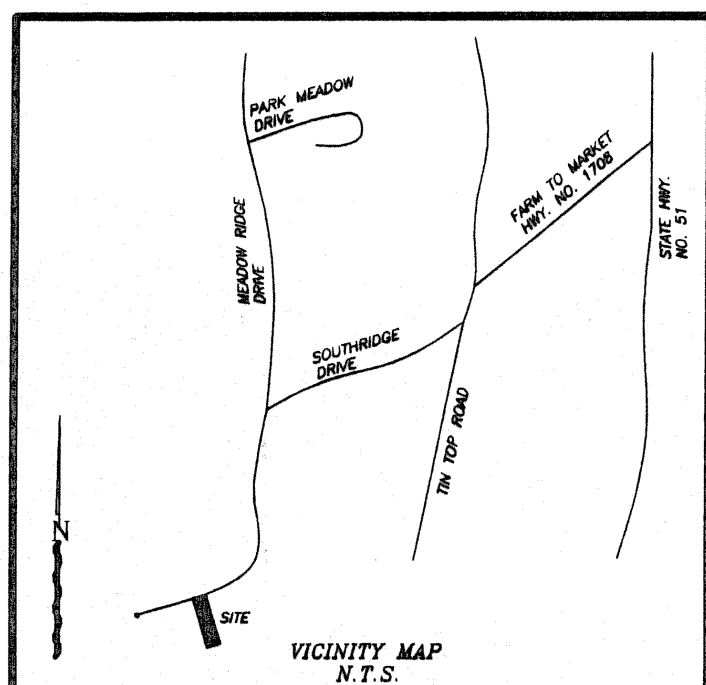 PARK MEADOW
DRIVE
FARM TO MARKET
HWY. NO. 1708
STATE HWY.
NO. 51
MEADOW RIDGE
DRIVE
SOUTHRIDGE
DRIVE
TIN TOP ROAD
N
SITE
VICINITY MAP
N.T.S.